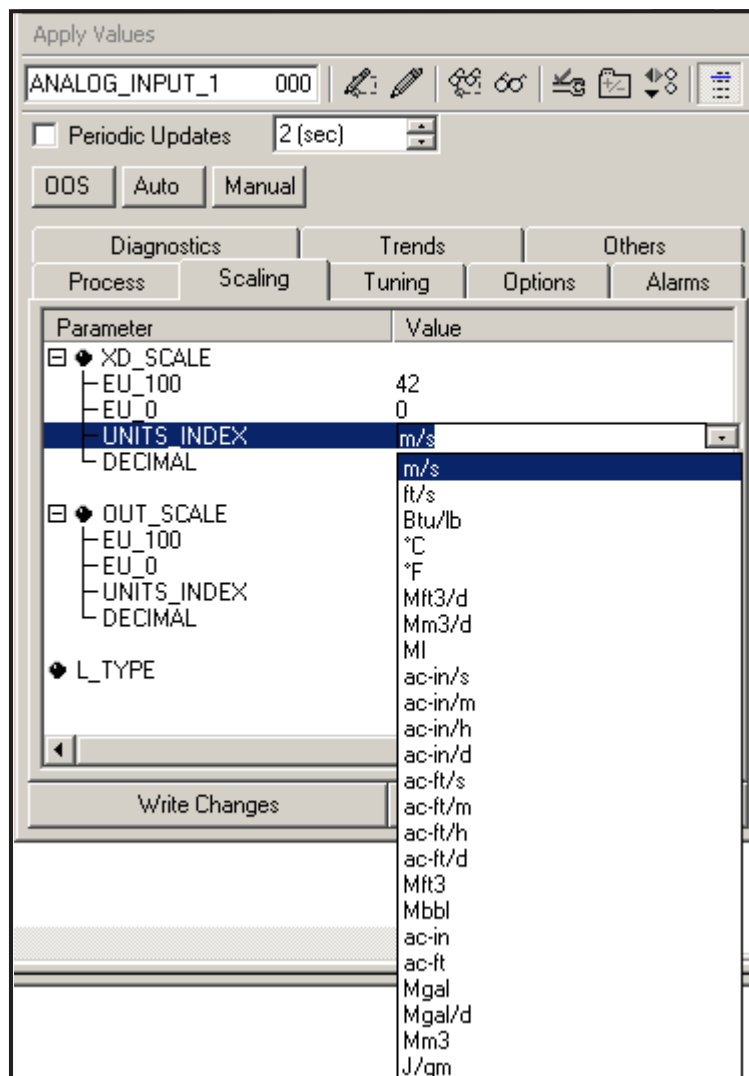 Apply Values
ANALOG_INPUT_1 000
Periodic Updates 2 (sec)
OOS Auto Manual
Diagnostics Trends Others
Process Scaling Tuning Options Alarms
Parameter Value
XD_SCALE
EU_100 42
EU_0 0
UNITS_INDEX m/s
DECIMAL
m/s
ft/s
OUT_SCALE
Btu/lb
EU_100
°C
EU_0
°F
UNITS_INDEX
Mft3/d
DECIMAL
Mm3/d
Ml
L_TYPE
ac-in/s
ac-in/m
ac-in/h
ac-in/d
ac-ft/s
Write Changes
ac-ft/m
ac-ft/h
ac-ft/d
Mft3
Mbbl
ac-in
ac-ft
Mgal
Mgal/d
Mm3
J/gm